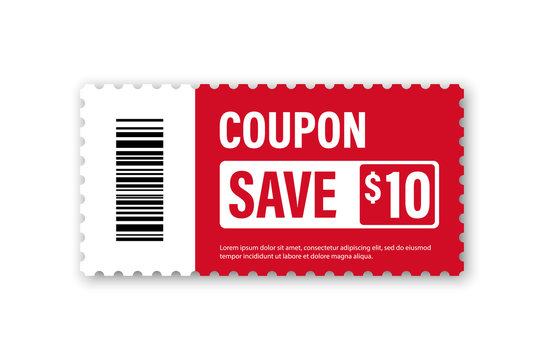 COUPON
SAVE $10
Lorem ipsum dolor sit amet, consectetur adipiscing elit, sed do eiusmod
tempor incididunt ut labore et dolore magna aliqua.